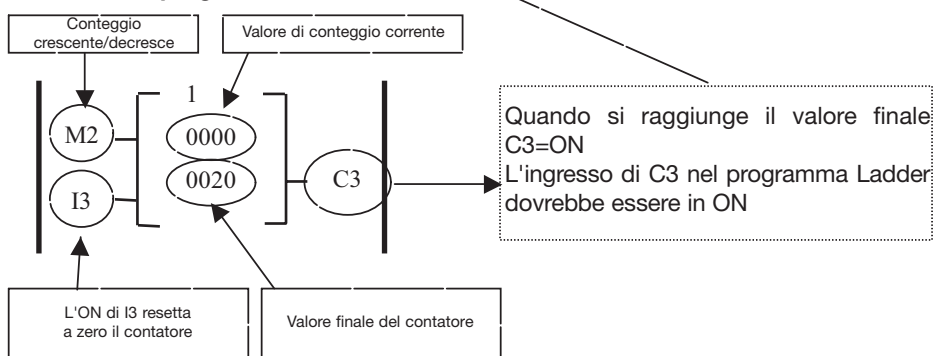 Conteggio
crescente/decresce
Valore di conteggio corrente
1
M2
0000
0020
C3
I3
Quando si raggiunge il valore finale
C3=ON
L'ingresso di C3 nel programma Ladder
dovrebbe essere in ON
L'ON di I3 resetta
a zero il contatore
Valore finale del contatore